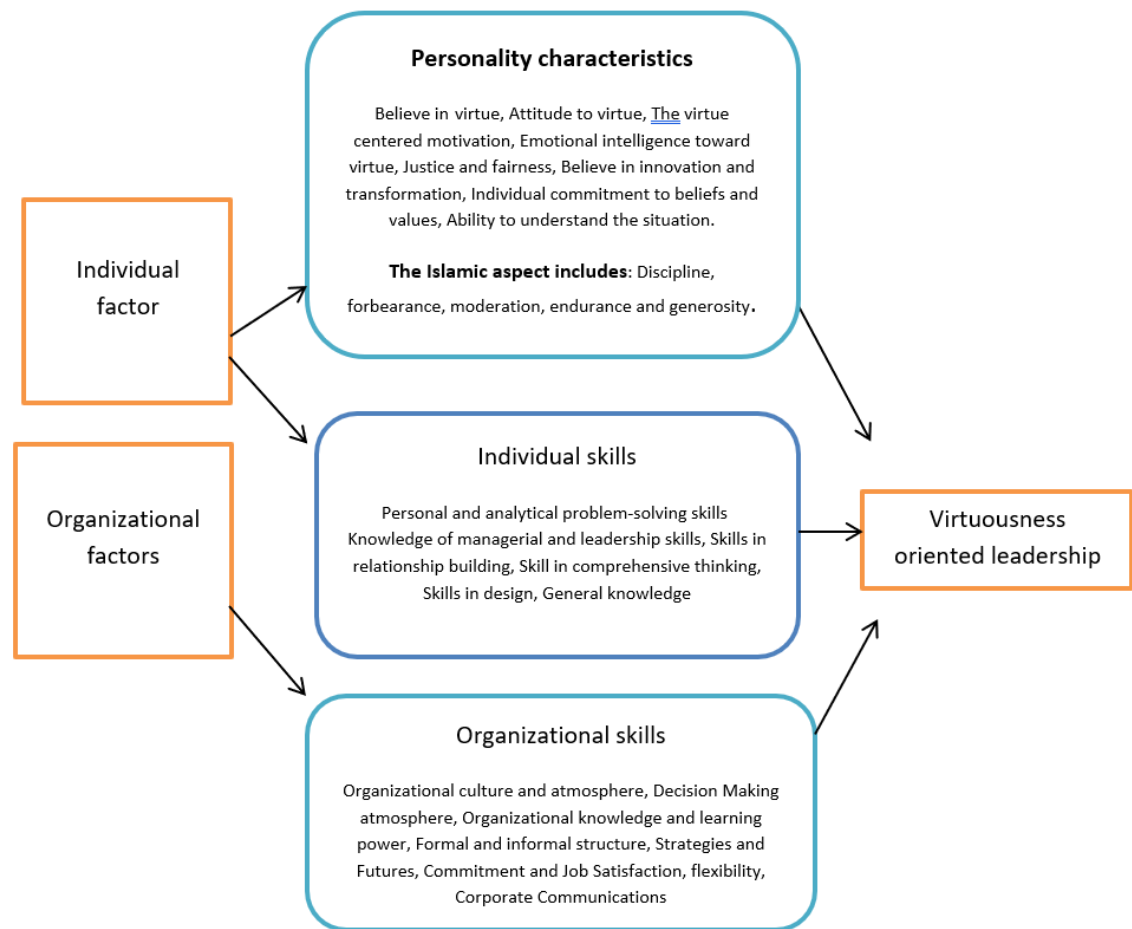 Personality characteristics
Believe in virtue, Attitude to virtue, The virtue
centered motivation, Emotional intelligence toward
virtue, Justice and fairness, Believe in innovation and
transformation, Individual commitment to beliefs and
values, Ability to understand the situation.
The Islamic aspect includes: Discipline,
forbearance, moderation, endurance and generosity.
Individual
factor
Individual skills
Personal and analytical problem-solving skills
Knowledge of managerial and leadership skills, Skills in
relationship building, Skill in comprehensive thinking,
Skills in design, General knowledge
Organizational
factors
Virtuousness
oriented leadership
Organizational skills
Organizational culture and atmosphere, Decision Making
atmosphere, Organizational knowledge and learning
power, Formal and informal structure, Strategies and
Futures, Commitment and Job Satisfaction, flexibility,
Corporate Communications